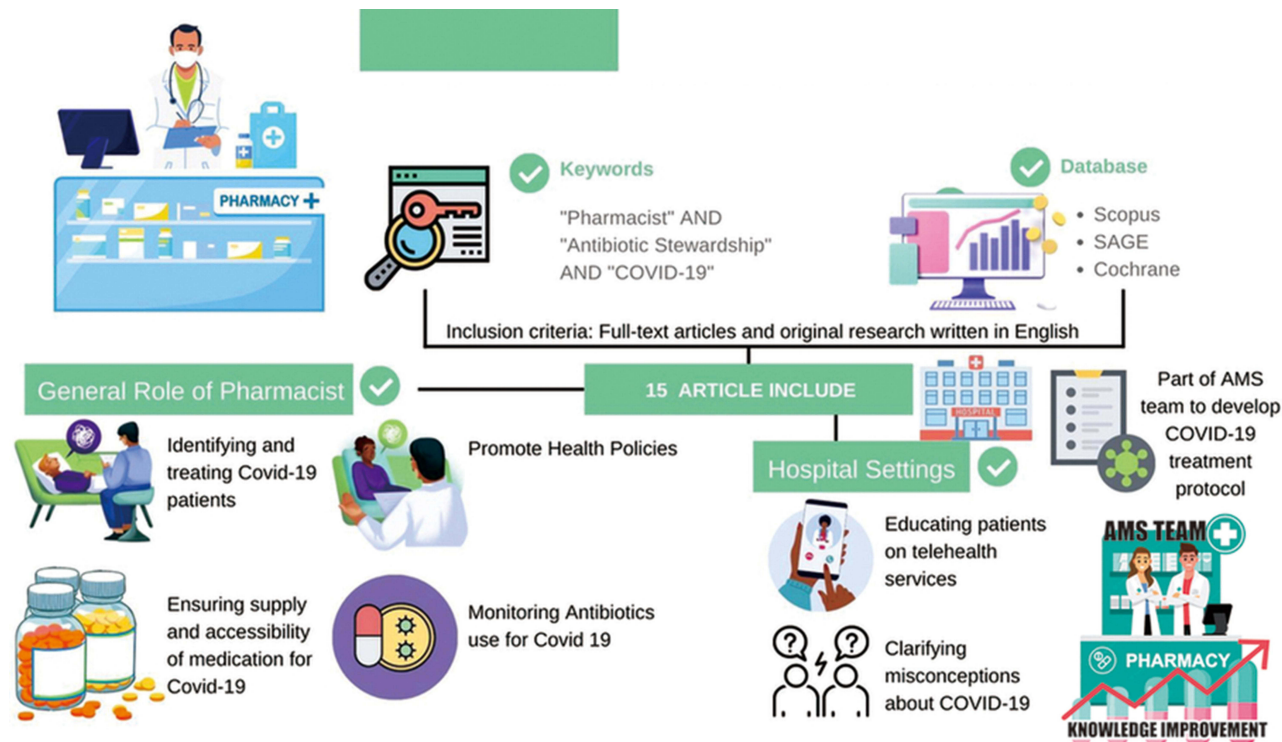 PHARMACY
Keywords
"Pharmacist" AND
"Antibiotic Stewardship"
AND "COVID-19"
Database
• Scopus
• SAGE
• Cochrane
Inclusion criteria: Full-text articles and original research written in English
General Role of Pharmacist
15 ARTICLE INCLUDE
HOSPITAL
Identifying and
treating Covid-19
patients
Promote Health Policies
Ensuring supply
and accessibility
of medication for
Covid-19
Monitoring Antibiotics
use for Covid 19
Hospital Settings
Educating patients
on telehealth
services
Clarifying
misconceptions
about COVID-19
Part of AMS
team to develop
COVID-19
treatment
protocol
AMS TEAM
PHARMACY
KNOWLEDGE IMPROVEMENT
? ?